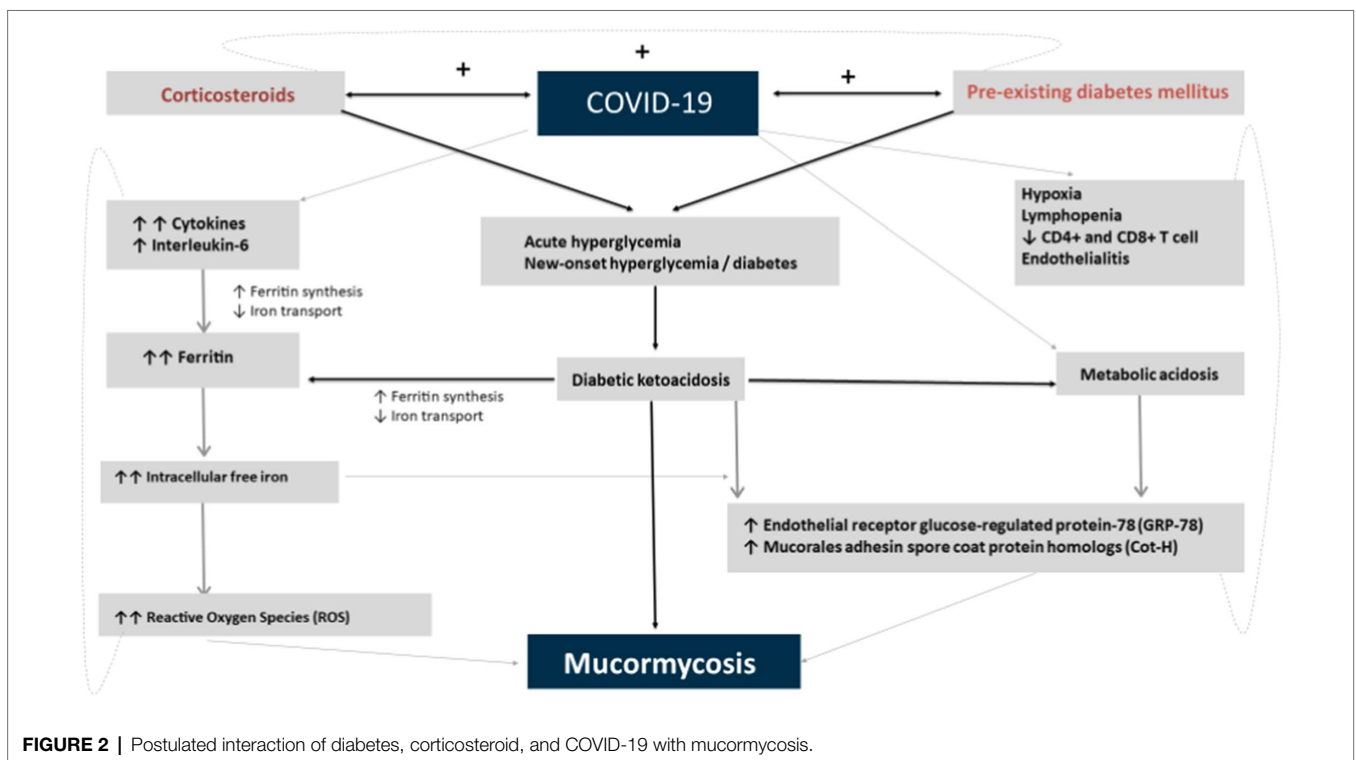 +
+
+
Corticosteroids
COVID-19
Pre-existing diabetes mellitus
↑ ↑ Cytokines
↑ Interleukin-6
Acute hyperglycemia
New-onset hyperglycemia / diabetes
Hypoxia
Lymphopenia
↓ CD4+ and CD8+ T cell
Endothelialitis
↑ Ferritin synthesis
↓ Iron transport
↑↑ Ferritin
Diabetic ketoacidosis
Metabolic acidosis
↑ Ferritin synthesis
↓ Iron transport
↑↑ Intracellular free iron
↑ Endothelial receptor glucose-regulated protein-78 (GRP-78)
↑ Mucorales adhesin spore coat protein homologs (Cot-H)
↑↑ Reactive Oxygen Species (ROS)
Mucormycosis
FIGURE 2 | Postulated interaction of diabetes, corticosteroid, and COVID-19 with mucormycosis.